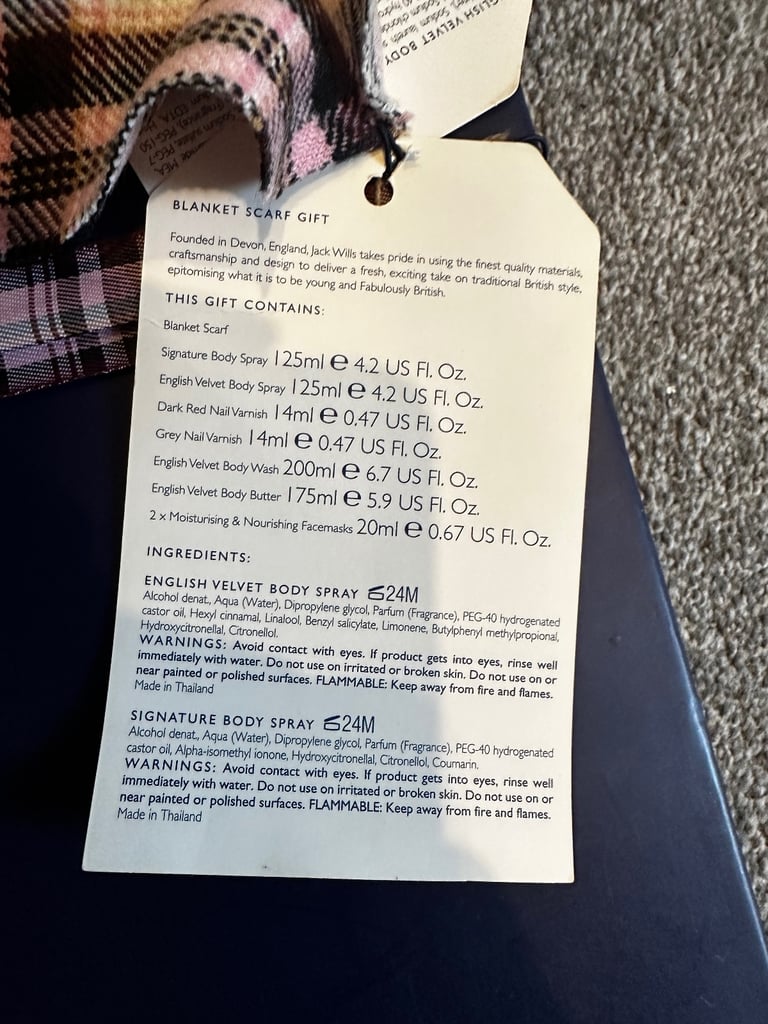 ENGLISH VELVET BODY
BLANKET SCARF GIFT
Founded in Devon, England, Jack Wills takes pride in using the finest quality materials,
craftsmanship and design to deliver a fresh, exciting take on traditional British style,
epitomising what it is to be young and Fabulously British.
THIS GIFT CONTAINS:
Blanket Scarf
Signature Body Spray 125ml ℮ 4.2 US Fl. Oz.
English Velvet Body Spray 125ml ℮ 4.2 US Fl. Oz.
Dark Red Nail Varnish 14ml ℮ 0.47 US Fl. Oz.
Grey Nail Varnish 14ml ℮ 0.47 US Fl. Oz.
English Velvet Body Wash 200ml ℮ 6.7 US Fl. Oz.
English Velvet Body Butter 175ml ℮ 5.9 US Fl. Oz.
2 x Moisturising & Nourishing Facemasks 20ml ℮ 0.67 US Fl. Oz.
INGREDIENTS:
ENGLISH VELVET BODY SPRAY 24M
Alcohol denat., Aqua (Water), Dipropylene glycol, Parfum (Fragrance), PEG-40 hydrogenated
castor oil, Hexyl cinnamal, Linalool, Benzyl salicylate, Limonene, Butylphenyl methylpropional,
Hydroxycitronellal, Citronellol.
WARNINGS: Avoid contact with eyes. If product gets into eyes, rinse well
immediately with water. Do not use on irritated or broken skin. Do not use on or
near painted or polished surfaces. FLAMMABLE: Keep away from fire and flames.
Made in Thailand
SIGNATURE BODY SPRAY 24M
Alcohol denat., Aqua (Water), Dipropylene glycol, Parfum (Fragrance), PEG-40 hydrogenated
castor oil, Alpha-isomethyl ionone, Hydroxycitronellal, Citronellol, Coumarin.
WARNINGS: Avoid contact with eyes. If product gets into eyes, rinse well
immediately with water. Do not use on irritated or broken skin. Do not use on or
near painted or polished surfaces. FLAMMABLE: Keep away from fire and flames.
Made in Thailand